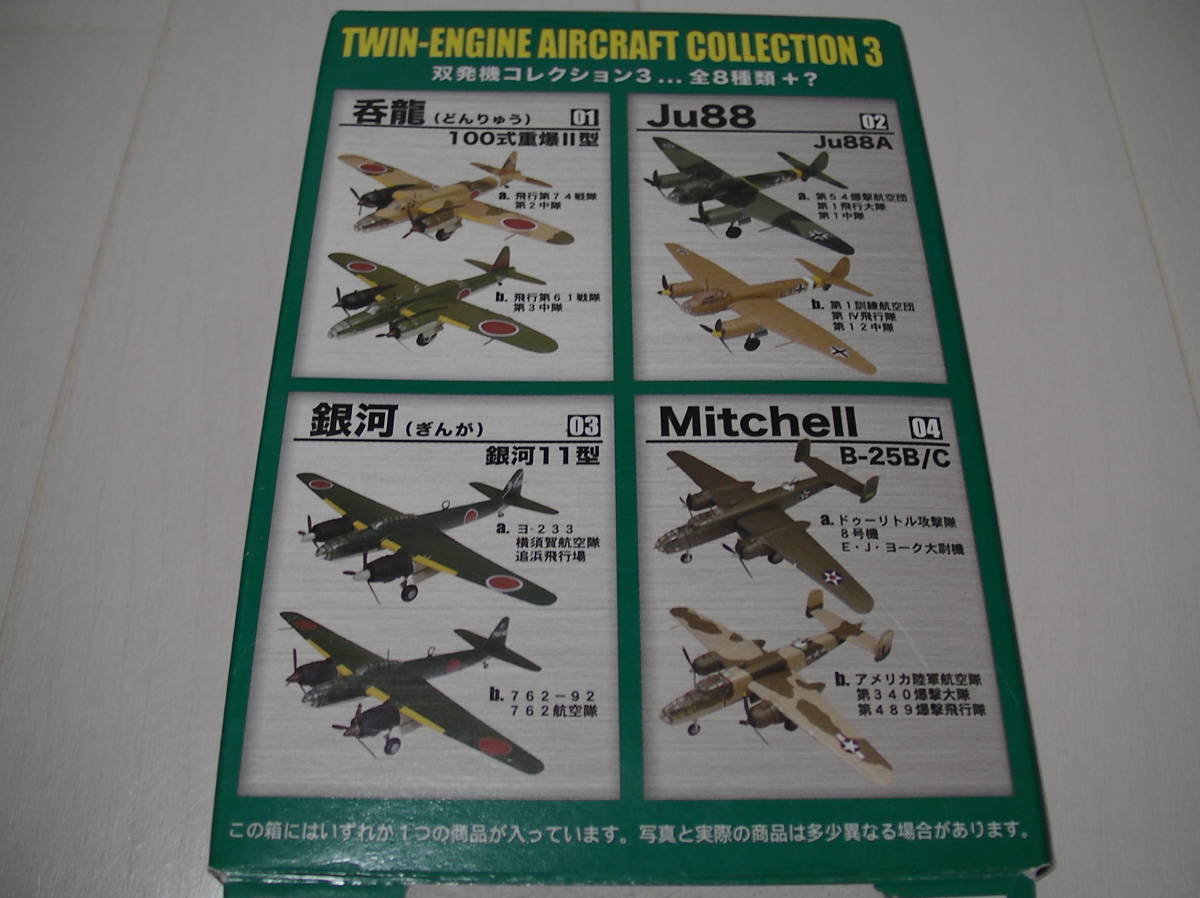 TWIN-ENGINE AIRCRAFT COLLECTION 3
双発機コレクション3...全8種類+?
呑龍 (どんりゅう) 01
100式重爆II型
a. 飛行第74戦隊
第2中隊
b. 飛行第61戦隊
第3中隊
Ju88 02
Ju88A
a. 第54爆撃航空団
第1飛行大隊
第1中隊
b. 第1訓練航空団
第Ⅳ飛行隊
第12中隊
銀河 (ぎんが) 03
銀河11型
a. ヨ-233
横須賀航空隊
追浜飛行場
b. 762-92
762航空隊
Mitchell 04
B-25B/C
a. ドゥーリトル攻撃隊
8号機
E・J・ヨーク大尉機
b. アメリカ陸軍航空隊
第340爆撃大隊
第489爆撃飛行隊
この箱にはいずれか1つの商品が入っています。写真と実際の商品は多少異なる場合があります。